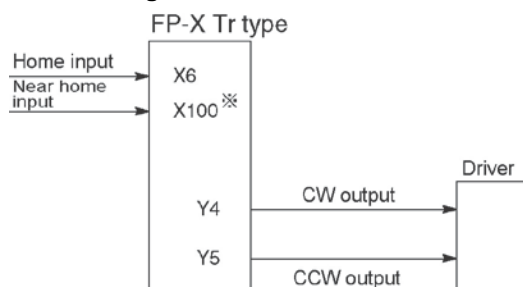 FP-X Tr type
Home input
X6
Near home
input
X100※
Driver
Y4
CW output
Y5
CCW output